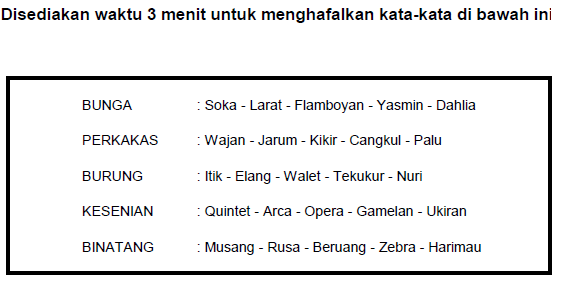 Disediakan waktu 3 menit untuk menghafalkan kata-kata di bawah ini
BUNGA : Soka - Larat - Flamboyan - Yasmin - Dahlia
PERKAKAS : Wajan - Jarum - Kikir - Cangkul - Palu
BURUNG : Itik - Elang - Walet - Tekukur - Nuri
KESENIAN : Quintet - Arca - Opera - Gamelan - Ukiran
BINATANG : Musang - Rusa - Beruang - Zebra - Harimau